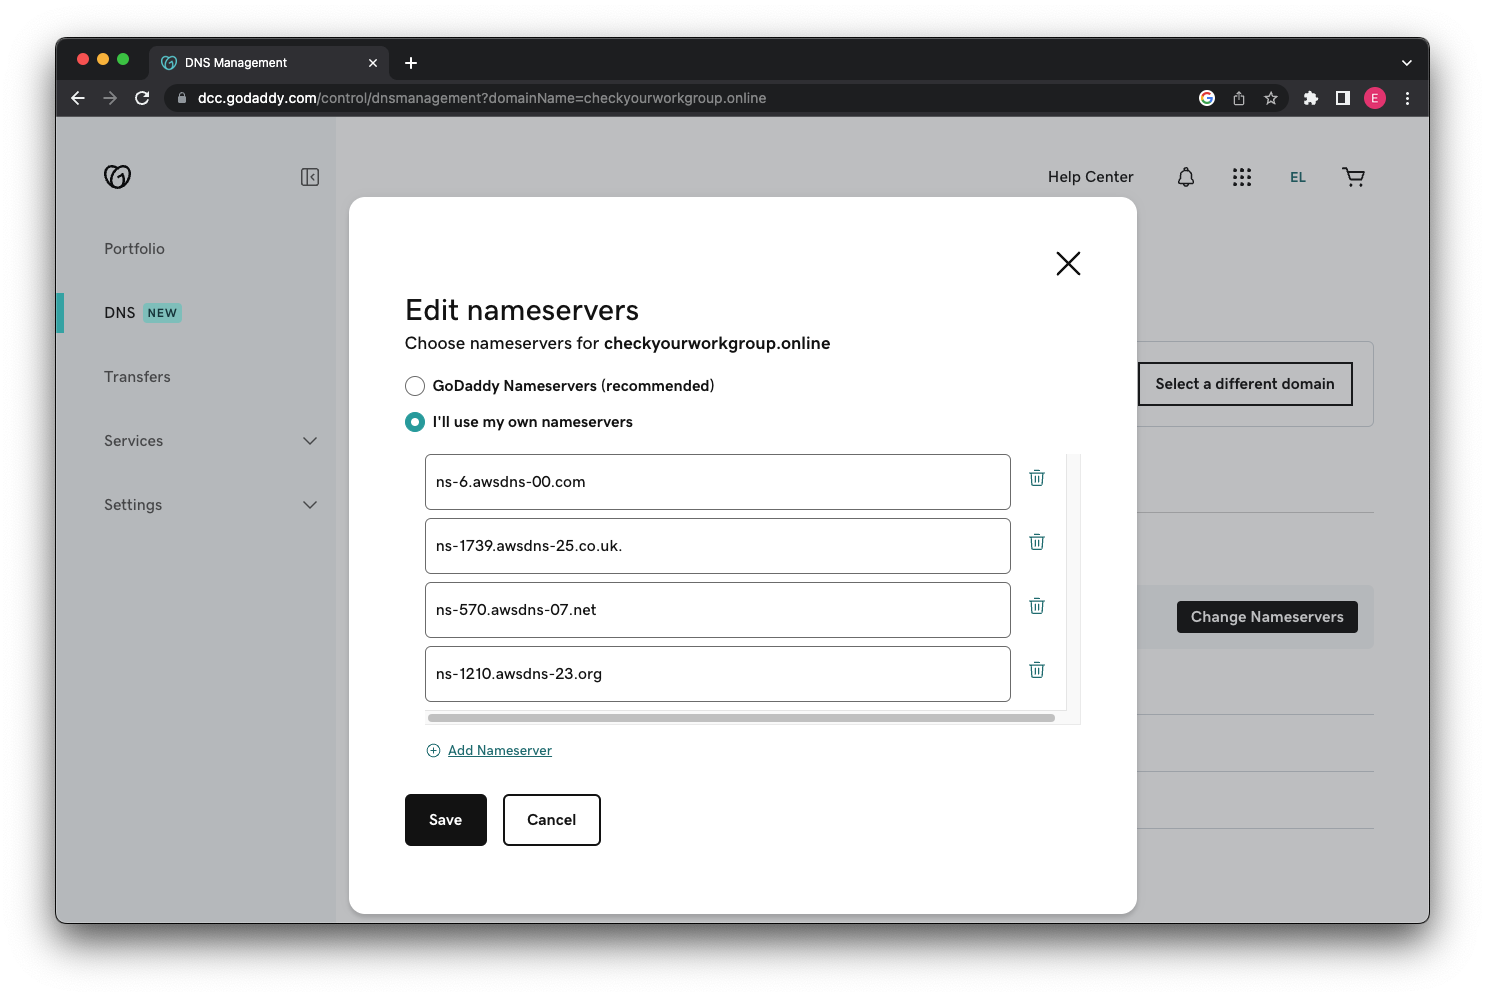 DNS Management
dcc.godaddy.com/control/dnsmanagement?domainName=checkyourworkgroup.online
E
Help Center
EL
Portfolio
DNS NEW
Transfers
Services
Settings
Edit nameservers
Choose nameservers for checkyourworkgroup.online
GoDaddy Nameservers (recommended)
I'll use my own nameservers
ns-6.awsdns-00.com
ns-1739.awsdns-25.co.uk.
ns-570.awsdns-07.net
ns-1210.awsdns-23.org
Add Nameserver
Save
Cancel
Select a different domain
Change Nameservers